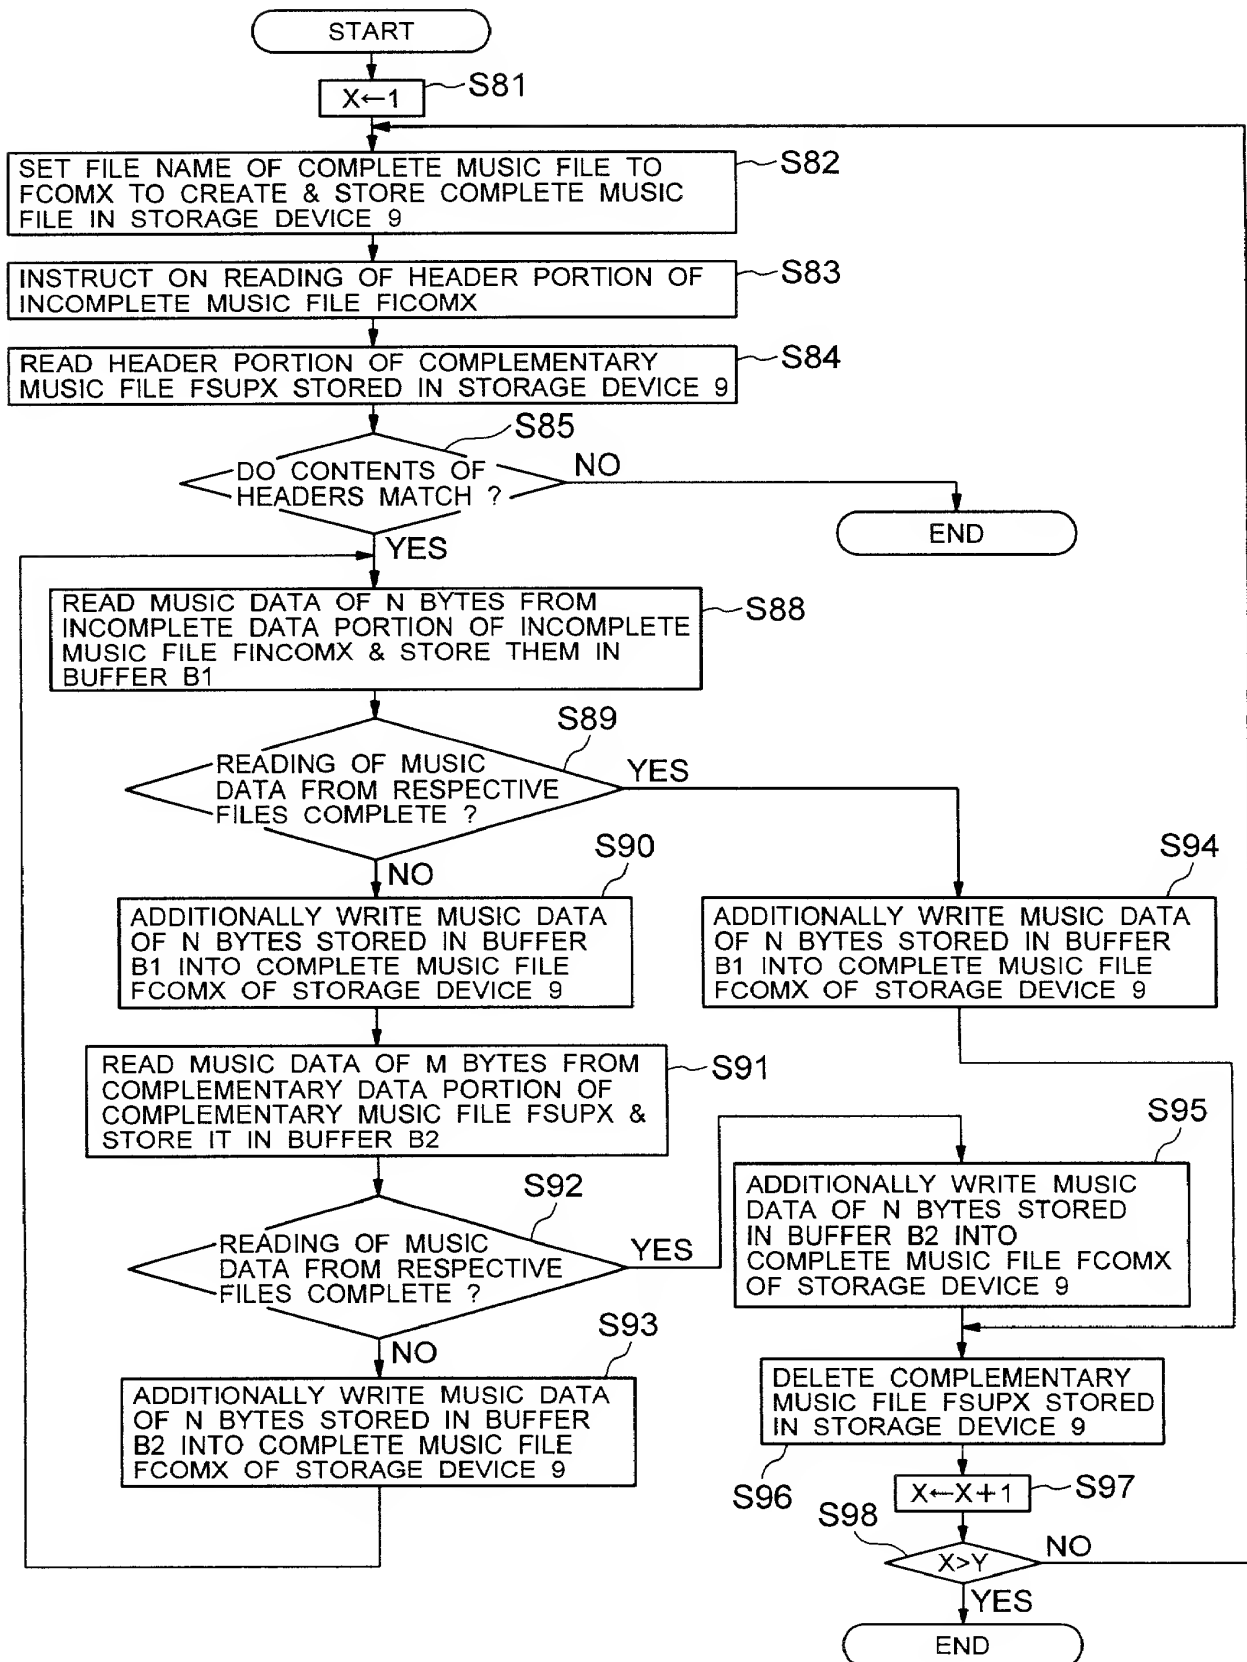 START
X←1
S81
SET FILE NAME OF COMPLETE MUSIC FILE TO
FCOMX TO CREATE & STORE COMPLETE MUSIC
FILE IN STORAGE DEVICE 9
S82
INSTRUCT ON READING OF HEADER PORTION OF
INCOMPLETE MUSIC FILE FICOMX
S83
READ HEADER PORTION OF COMPLEMENTARY
MUSIC FILE FSUPX STORED IN STORAGE DEVICE 9
S84
S85
DO CONTENTS OF
HEADERS MATCH ?
NO
END
YES
READ MUSIC DATA OF N BYTES FROM
INCOMPLETE DATA PORTION OF INCOMPLETE
MUSIC FILE FINCOMX & STORE THEM IN
BUFFER B1
S88
S89
READING OF MUSIC
DATA FROM RESPECTIVE
FILES COMPLETE ?
YES
NO
S90
ADDITIONALLY WRITE MUSIC DATA
OF N BYTES STORED IN BUFFER
B1 INTO COMPLETE MUSIC FILE
FCOMX OF STORAGE DEVICE 9
S94
ADDITIONALLY WRITE MUSIC DATA
OF N BYTES STORED IN BUFFER
B1 INTO COMPLETE MUSIC FILE
FCOMX OF STORAGE DEVICE 9
READ MUSIC DATA OF M BYTES FROM
COMPLEMENTARY DATA PORTION OF
COMPLEMENTARY MUSIC FILE FSUPX &
STORE IT IN BUFFER B2
S91
S92
READING OF MUSIC
DATA FROM RESPECTIVE
FILES COMPLETE ?
YES
NO
S95
ADDITIONALLY WRITE MUSIC
DATA OF N BYTES STORED
IN BUFFER B2 INTO
COMPLETE MUSIC FILE FCOMX
OF STORAGE DEVICE 9
S93
ADDITIONALLY WRITE MUSIC DATA
OF N BYTES STORED IN BUFFER
B2 INTO COMPLETE MUSIC FILE
FCOMX OF STORAGE DEVICE 9
DELETE COMPLEMENTARY
MUSIC FILE FSUPX STORED
IN STORAGE DEVICE 9
S96
X←X+1
S97
S98
X>Y
NO
YES
END